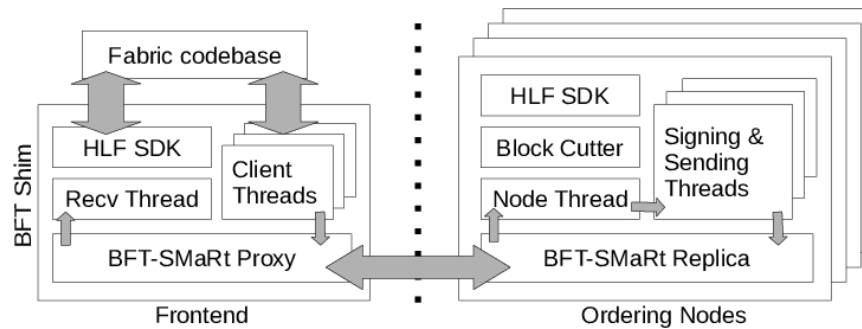 Fabric codebase
BFT Shim
HLF SDK
Client
Threads
Recv Thread
BFT-SMaRt Proxy
Frontend
HLF SDK
Block Cutter
Node Thread
Signing &
Sending
Threads
BFT-SMaRt Replica
Ordering Nodes